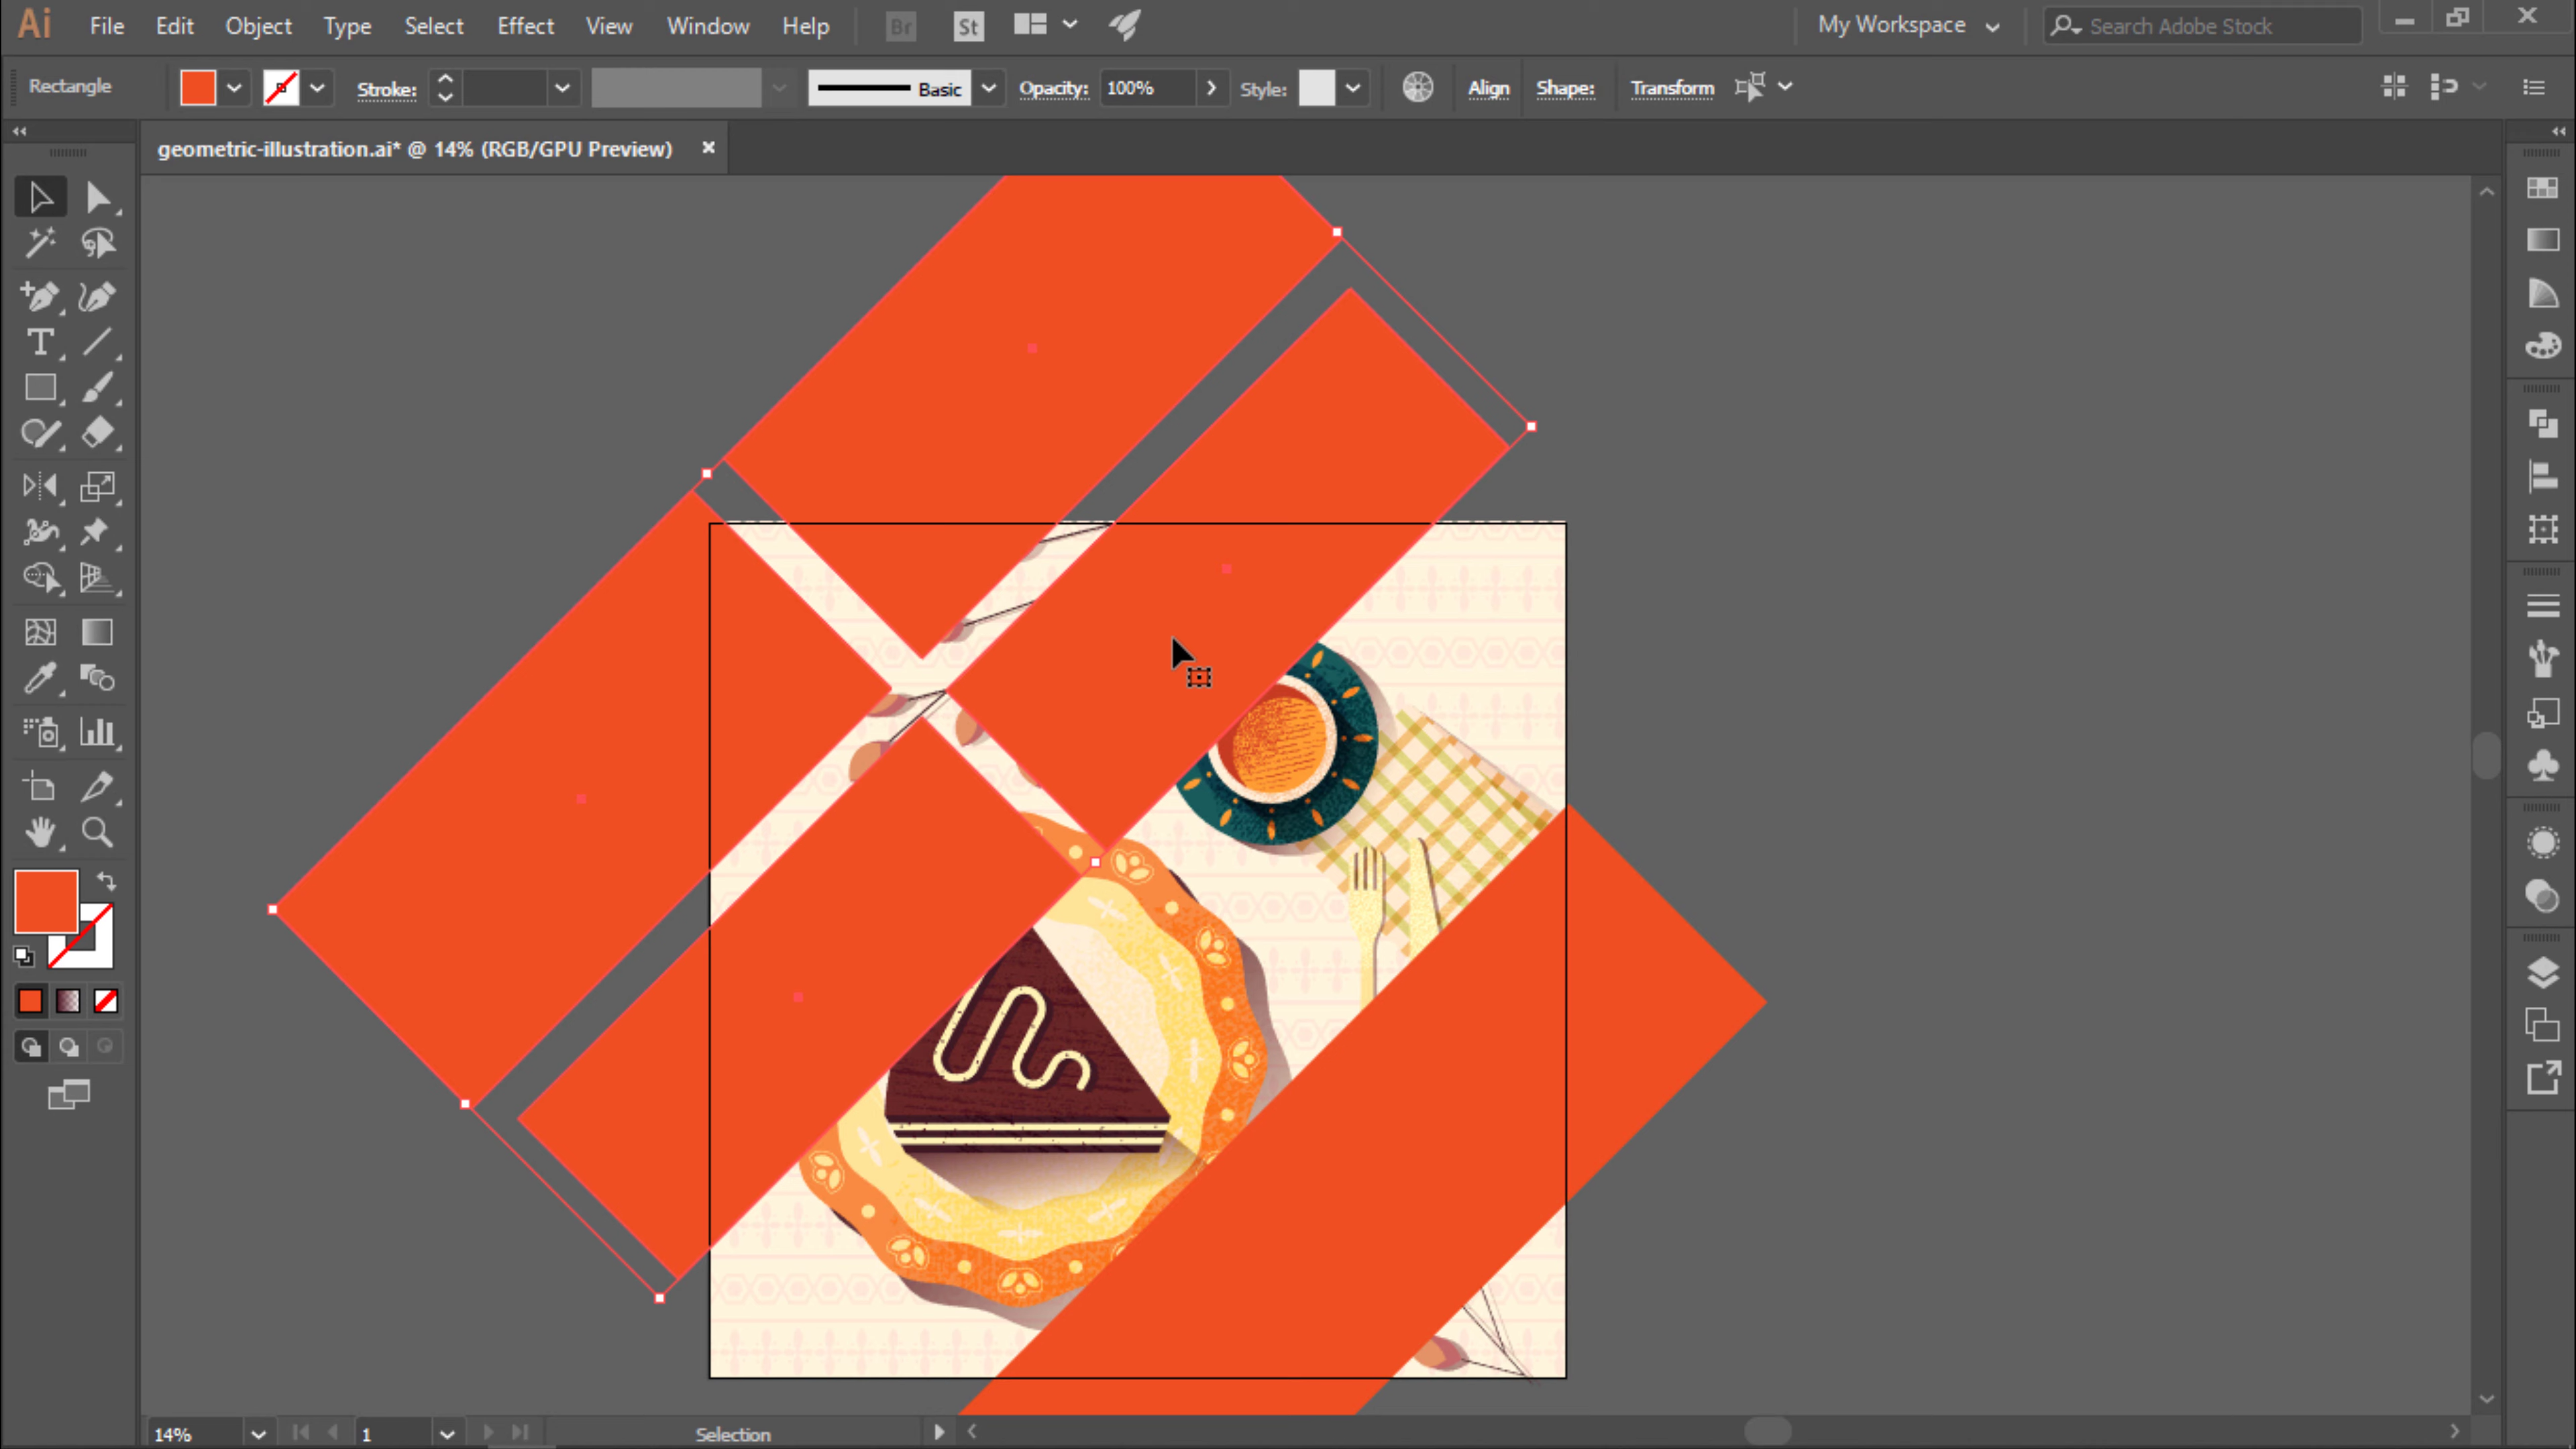 Ai File Edit Object Type Select Effect View Window Help Br St My Workspace Search Adobe Stock
Rectangle Stroke: Basic Opacity: 100% Style: Align Shape: Transform
geometric-illustration.ai* @ 14% (RGB/GPU Preview)
14% 1 Selection